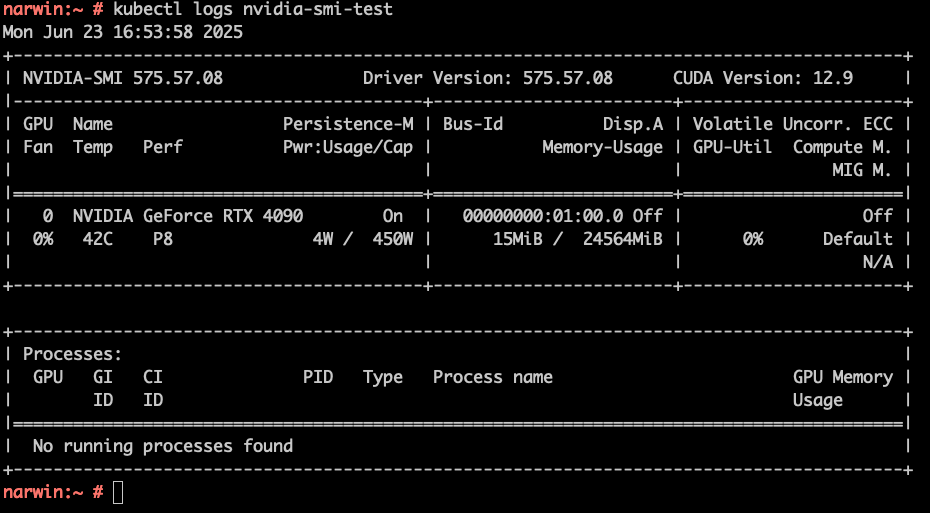 narwin:~ # kubectl logs nvidia-smi-test
Mon Jun 23 16:53:58 2025
+-----------------------------------------------------------------------------------------+
| NVIDIA-SMI 575.57.08              Driver Version: 575.57.08      CUDA Version: 12.9     |
|-----------------------------------------+------------------------+----------------------+
| GPU  Name                 Persistence-M | Bus-Id          Disp.A | Volatile Uncorr. ECC |
| Fan  Temp   Perf          Pwr:Usage/Cap |           Memory-Usage | GPU-Util  Compute M. |
|                                         |                        |               MIG M. |
|=========================================+========================+======================|
|   0  NVIDIA GeForce RTX 4090        On  |   00000000:01:00.0 Off |                  Off |
|  0%   42C    P8              4W /  450W |      15MiB /  24564MiB |      0%      Default |
|                                         |                        |                  N/A |
+-----------------------------------------+------------------------+----------------------+

+-----------------------------------------------------------------------------------------+
| Processes:                                                                              |
|  GPU   GI   CI              PID   Type   Process name                        GPU Memory |
|        ID   ID                                                               Usage      |
|=========================================================================================|
|  No running processes found                                                             |
+-----------------------------------------------------------------------------------------+
narwin:~ #